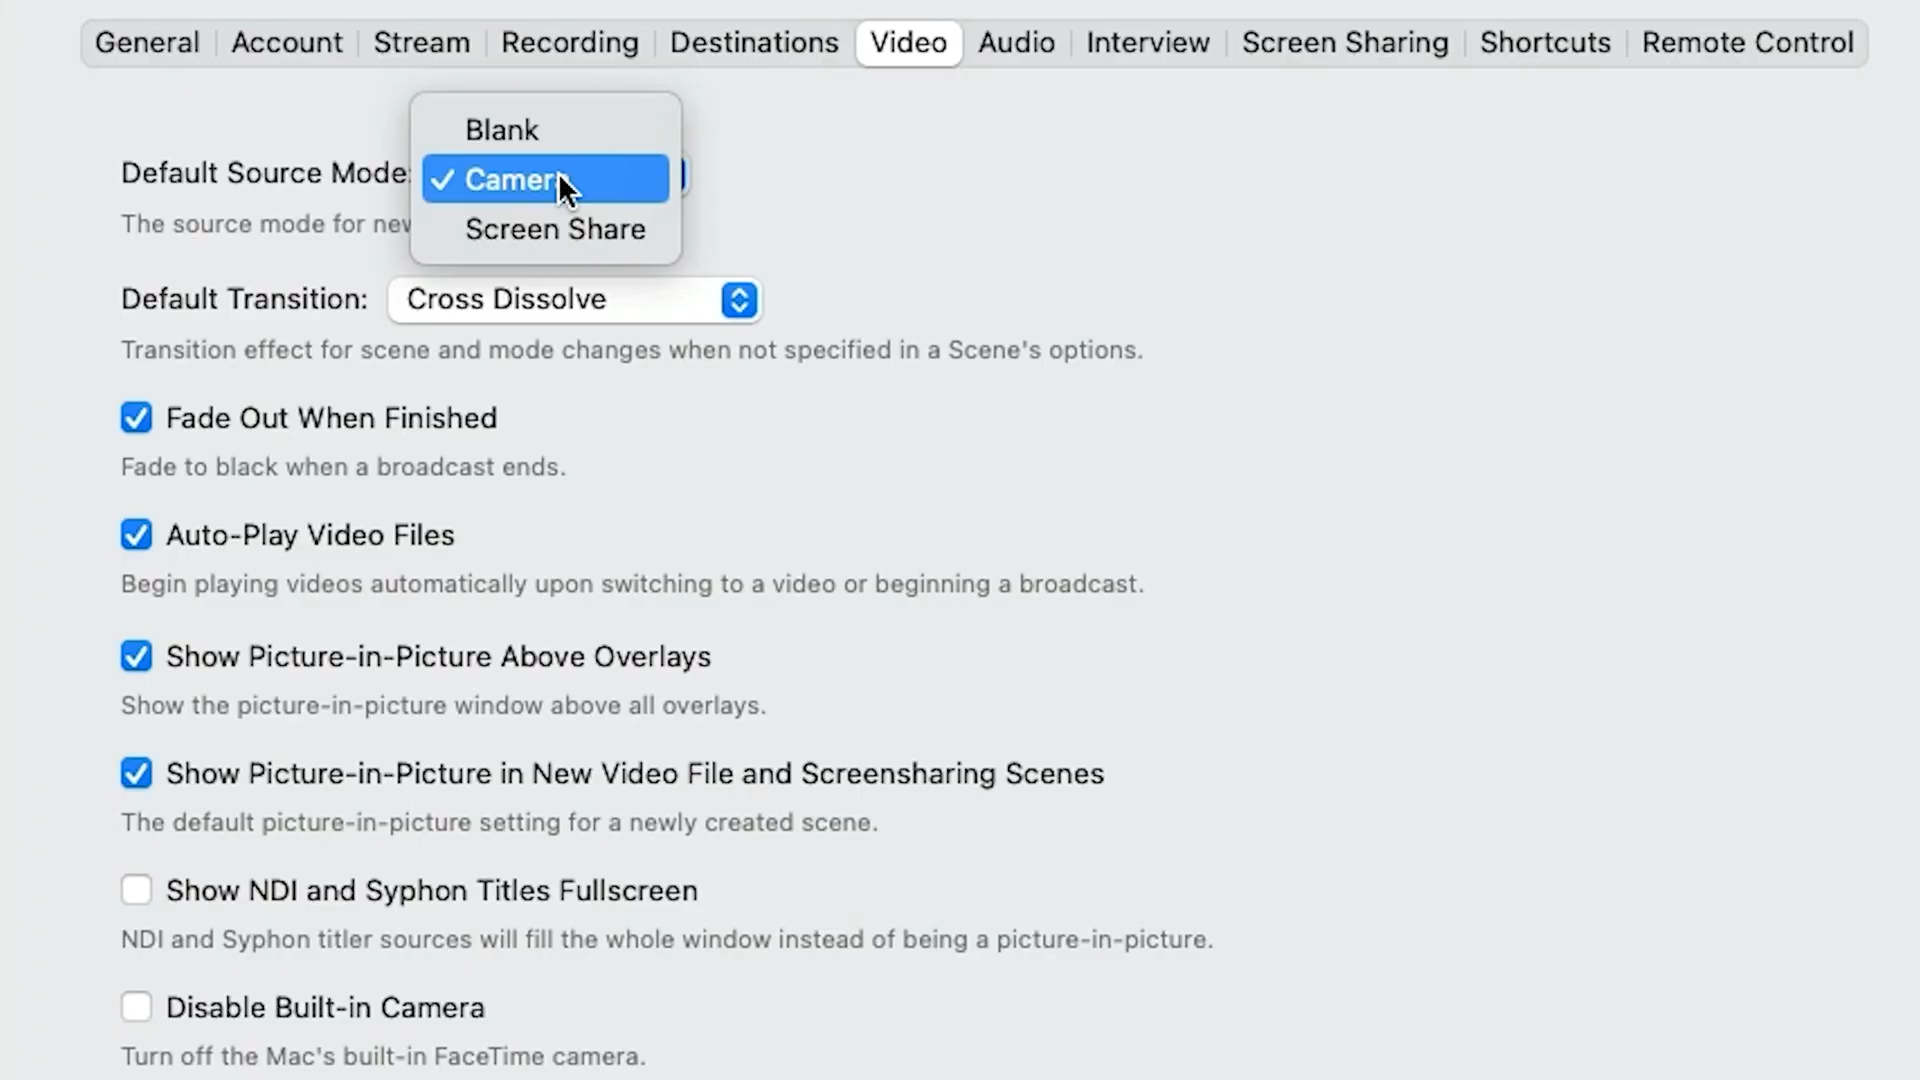 General Account Stream Recording Destinations Video Audio Interview Screen Sharing Shortcuts Remote Control
Blank
Default Source Mode:
Camera
The source mode for new
Screen Share
Default Transition: Cross Dissolve
Transition effect for scene and mode changes when not specified in a Scene's options.
Fade Out When Finished
Fade to black when a broadcast ends.
Auto-Play Video Files
Begin playing videos automatically upon switching to a video or beginning a broadcast.
Show Picture-in-Picture Above Overlays
Show the picture-in-picture window above all overlays.
Show Picture-in-Picture in New Video File and Screensharing Scenes
The default picture-in-picture setting for a newly created scene.
Show NDI and Syphon Titles Fullscreen
NDI and Syphon titler sources will fill the whole window instead of being a picture-in-picture.
Disable Built-in Camera
Turn off the Mac's built-in FaceTime camera.